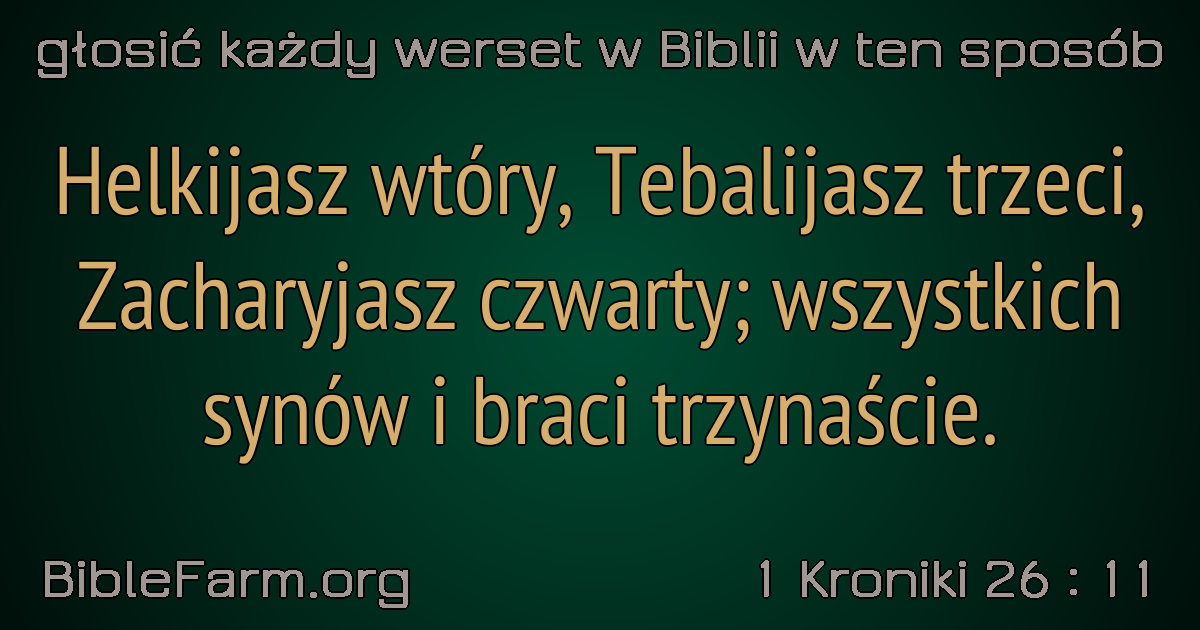 głosić każdy werset w Biblii w ten sposób
Helkijasz wtóry, Tebalijasz trzeci,
Zacharyjasz czwarty; wszystkich
synów i braci trzynaście.
BibleFarm.org
1 Kroniki 26 : 11